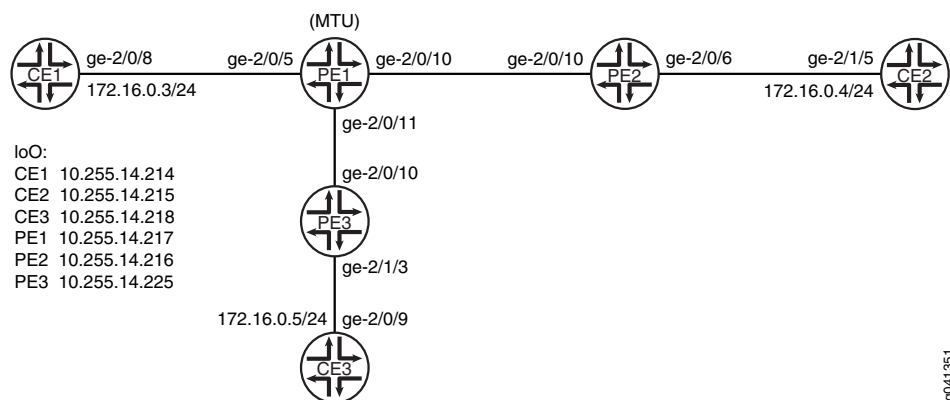 (MTU)
ge-2/0/8
ge-2/0/5
ge-2/0/10
ge-2/0/10
ge-2/0/6
ge-2/1/5
CE1
PE1
PE2
CE2
172.16.0.3/24
172.16.0.4/24
ge-2/0/11
loO:
CE1 10.255.14.214
CE2 10.255.14.215
CE3 10.255.14.218
PE1 10.255.14.217
PE2 10.255.14.216
PE3 10.255.14.225
ge-2/0/10
PE3
ge-2/1/3
172.16.0.5/24
ge-2/0/9
CE3
g041351